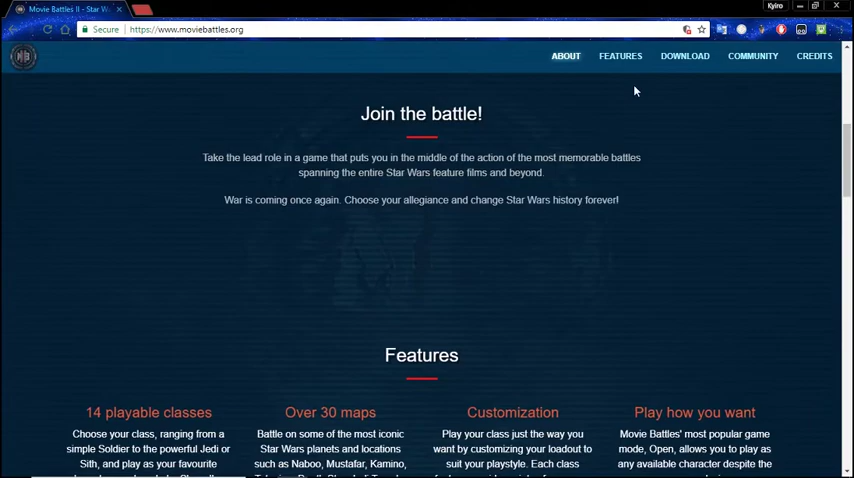 Movie Battles II - Star W
Kyiro
Secure
https://www.moviebattles.org
ABOUT
FEATURES
DOWNLOAD
COMMUNITY
CREDITS
Join the battle!
Take the lead role in a game that puts you in the middle of the action of the most memorable battles
spanning the entire Star Wars feature films and beyond.
War is coming once again. Choose your allegiance and change Star Wars history forever!
Features
14 playable classes
Choose your class, ranging from a
simple Soldier to the powerful Jedi or
Sith, and play as your favourite
Over 30 maps
Battle on some of the most iconic
Star Wars planets and locations
such as Naboo, Mustafar, Kamino,
Customization
Play your class just the way you
want by customizing your loadout to
suit your playstyle. Each class
Play how you want
Movie Battles' most popular game
mode, Open, allows you to play as
any available character despite the